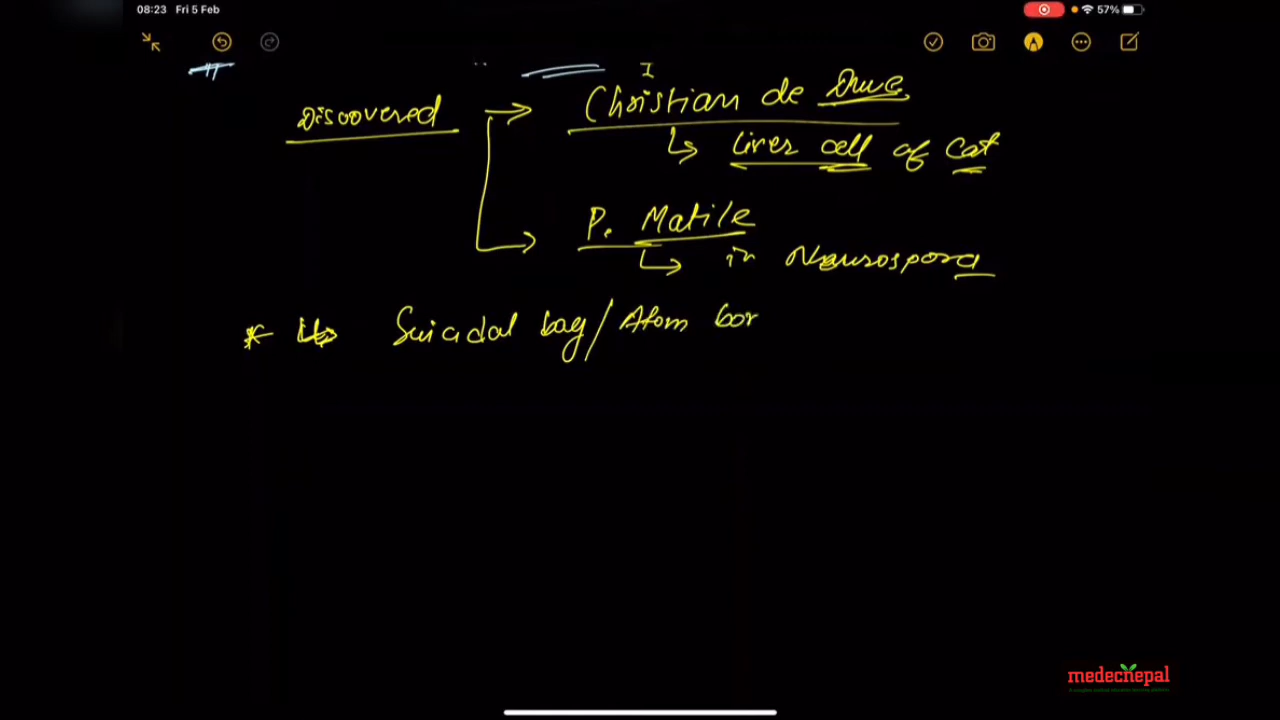 08:23 Fri 5 Feb 57%
Discovered → Christian de Duve
↳ Liver cell of Cat
→ P. Matile
↳ in Neurospora
* Suicidal bag/Atom bor
medecnepal